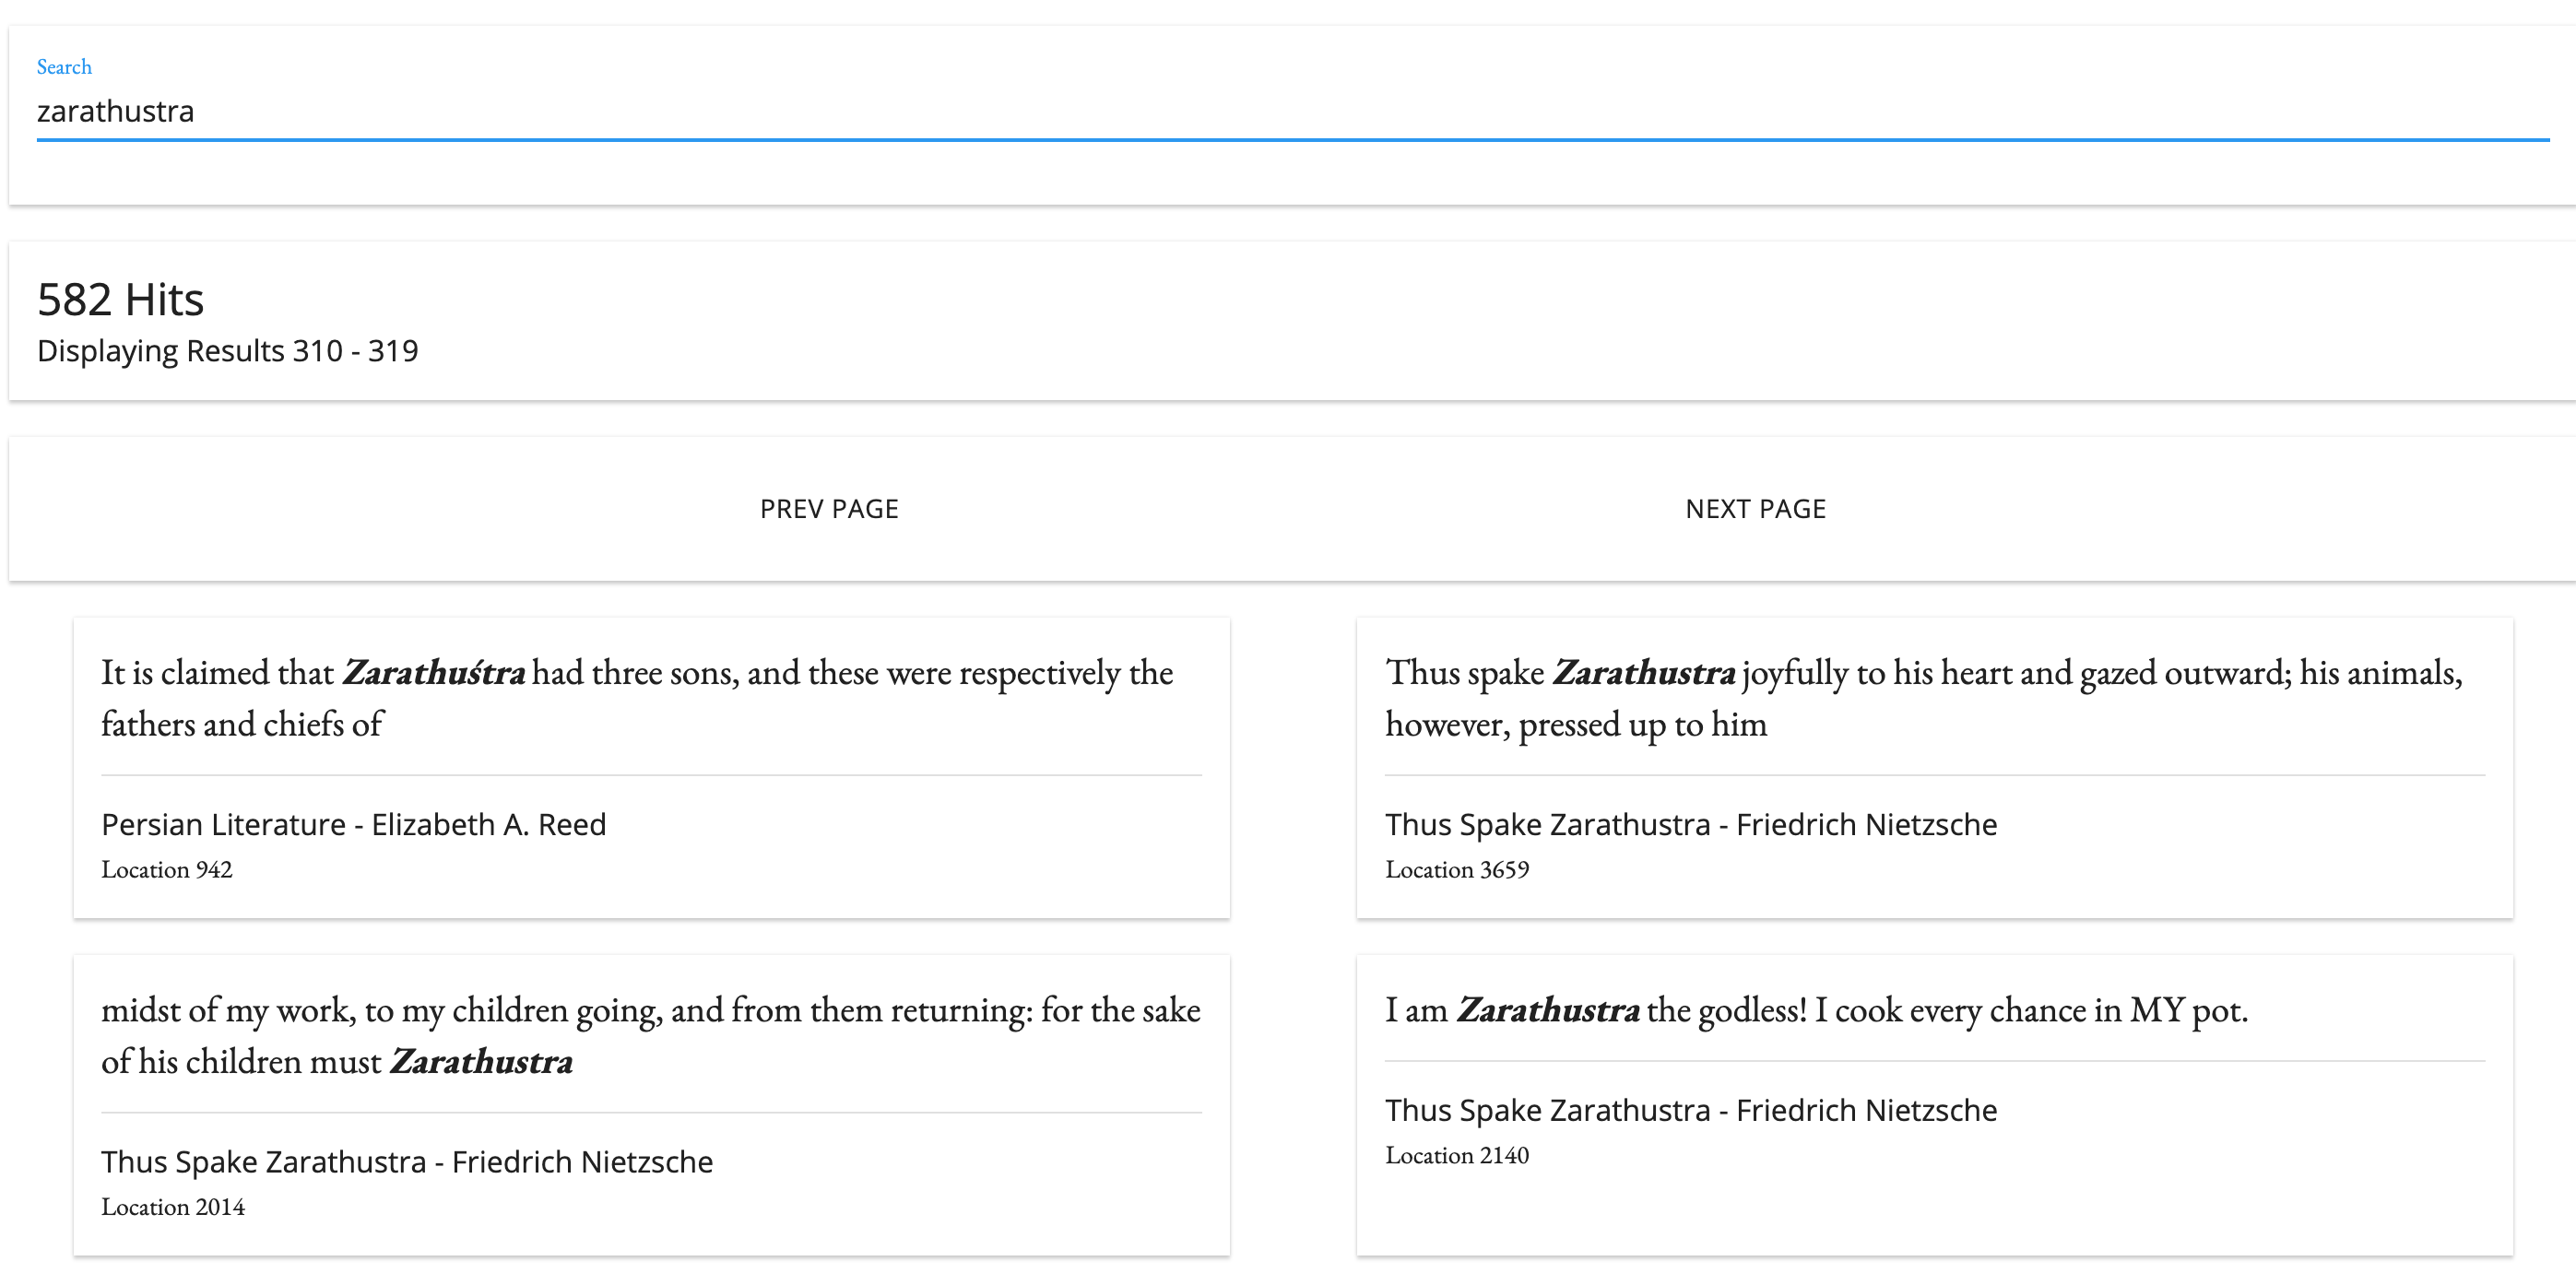 Search
zarathustra
582 Hits
Displaying Results 310 - 319
PREV PAGE
NEXT PAGE
It is claimed that Zarathuśtra had three sons, and these were respectively the
fathers and chiefs of
Persian Literature - Elizabeth A. Reed
Location 942
Thus spake Zarathustra joyfully to his heart and gazed outward; his animals,
however, pressed up to him
Thus Spake Zarathustra - Friedrich Nietzsche
Location 3659
midst of my work, to my children going, and from them returning: for the sake
of his children must Zarathustra
Thus Spake Zarathustra - Friedrich Nietzsche
Location 2014
I am Zarathustra the godless! I cook every chance in MY pot.
Thus Spake Zarathustra - Friedrich Nietzsche
Location 2140